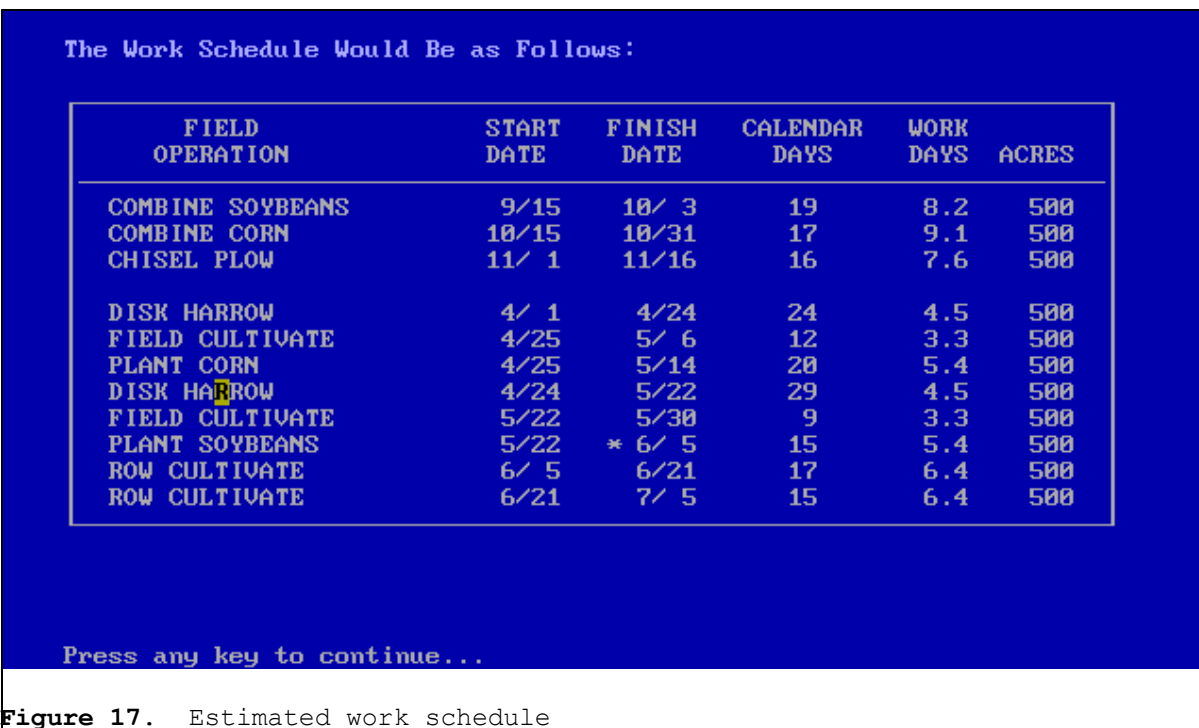 The Work Schedule Would Be as Follows:
FIELD START FINISH CALENDAR WORK
OPERATION DATE DATE DAYS DAYS ACRES
COMBINE SOYBEANS 9/15 10/ 3 19 8.2 500
COMBINE CORN 10/15 10/31 17 9.1 500
CHISEL PLOW 11/ 1 11/16 16 7.6 500
DISK HARROW 4/ 1 4/24 24 4.5 500
FIELD CULTIVATE 4/25 5/ 6 12 3.3 500
PLANT CORN 4/25 5/14 20 5.4 500
DISK HARROW 4/24 5/22 29 4.5 500
FIELD CULTIVATE 5/22 5/30 9 3.3 500
PLANT SOYBEANS 5/22 * 6/ 5 15 5.4 500
ROW CULTIVATE 6/ 5 6/21 17 6.4 500
ROW CULTIVATE 6/21 7/ 5 15 6.4 500
Press any key to continue...
Figure 17. Estimated work schedule